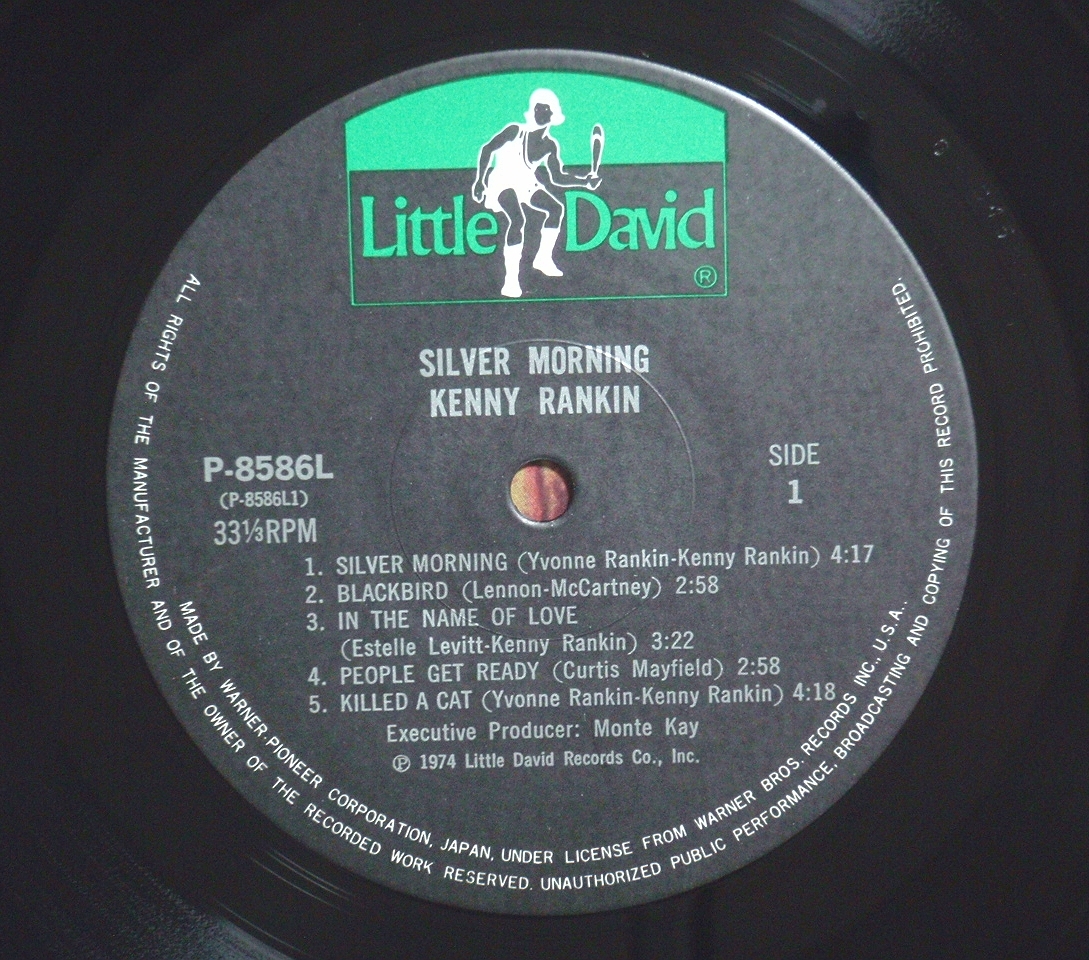 Little David
®
SILVER MORNING
KENNY RANKIN
P-8586L
(P-8586L1)
33⅓RPM
SIDE
1
1. SILVER MORNING (Yvonne Rankin-Kenny Rankin) 4:17
2. BLACKBIRD (Lennon-McCartney) 2:58
3. IN THE NAME OF LOVE
(Estelle Levitt-Kenny Rankin) 3:22
4. PEOPLE GET READY (Curtis Mayfield) 2:58
5. KILLED A CAT (Yvonne Rankin-Kenny Rankin) 4:18
Executive Producer: Monte Kay
℗ 1974 Little David Records Co., Inc.
MADE BY WARNER-PIONEER CORPORATION, JAPAN, UNDER LICENSE FROM WARNER BROS. RECORDS INC., U.S.A..
ALL RIGHTS OF THE MANUFACTURER AND OF THE OWNER OF THE RECORDED WORK RESERVED. UNAUTHORIZED PUBLIC PERFORMANCE, BROADCASTING AND COPYING OF THIS RECORD PROHIBITED.